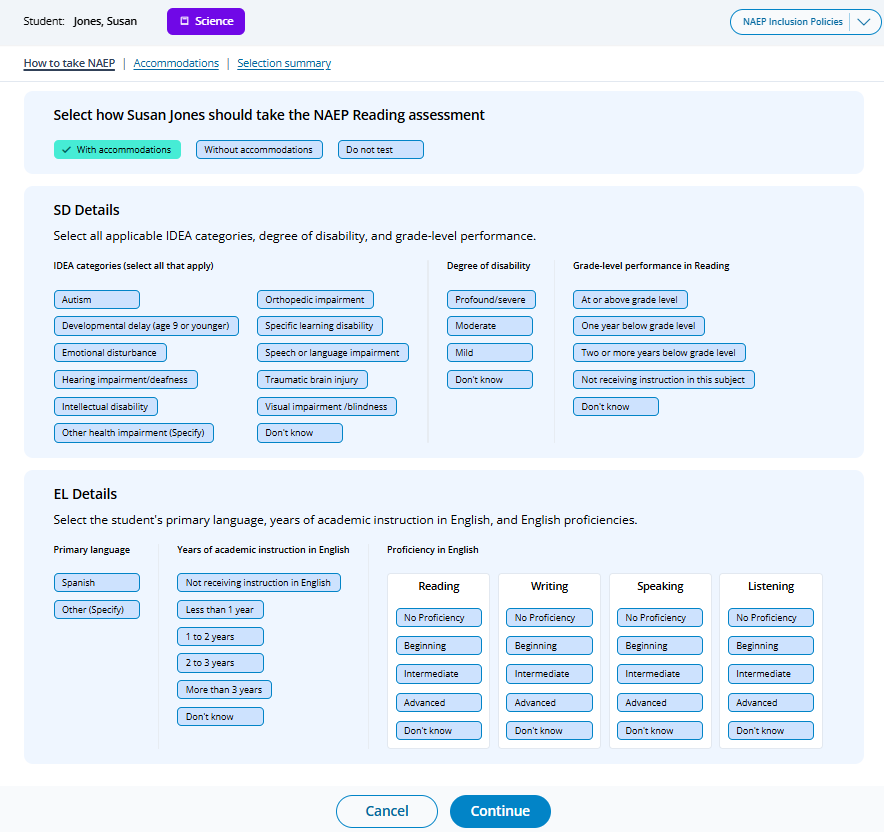 Student: Jones, Susan Science NAEP Inclusion Policies
How to take NAEP | Accommodations | Selection summary
Select how Susan Jones should take the NAEP Reading assessment
With accommodations Without accommodations Do not test
SD Details
Select all applicable IDEA categories, degree of disability, and grade-level performance.
IDEA categories (select all that apply) Degree of disability Grade-level performance in Reading
Autism Orthopedic impairment Profound/severe At or above grade level
Developmental delay (age 9 or younger) Specific learning disability Moderate One year below grade level
Emotional disturbance Speech or language impairment Mild Two or more years below grade level
Hearing impairment/deafness Traumatic brain injury Don't know Not receiving instruction in this subject
Intellectual disability Visual impairment /blindness Don't know
Other health impairment (Specify) Don't know
EL Details
Select the student's primary language, years of academic instruction in English, and English proficiencies.
Primary language Years of academic instruction in English Proficiency in English
Spanish Not receiving instruction in English Reading Writing Speaking Listening
Other (Specify) Less than 1 year No Proficiency No Proficiency No Proficiency No Proficiency
1 to 2 years Beginning Beginning Beginning Beginning
2 to 3 years Intermediate Intermediate Intermediate Intermediate
More than 3 years Advanced Advanced Advanced Advanced
Don't know Don't know Don't know Don't know Don't know
Cancel Continue